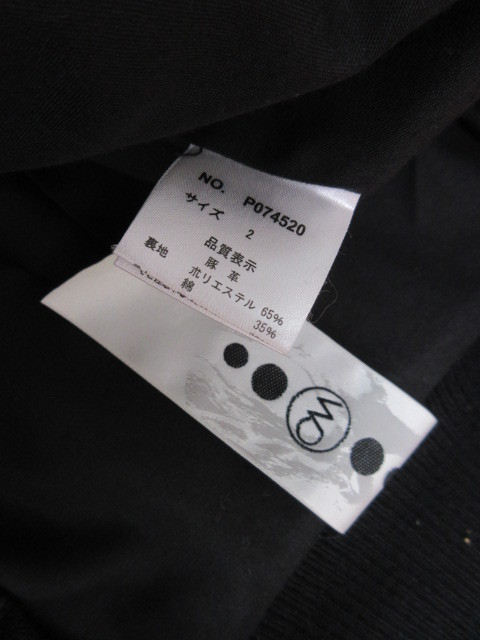 NO. P074520
サイズ 2
品質表示
豚 革
裏地 ポリエステル 65%
綿 35%